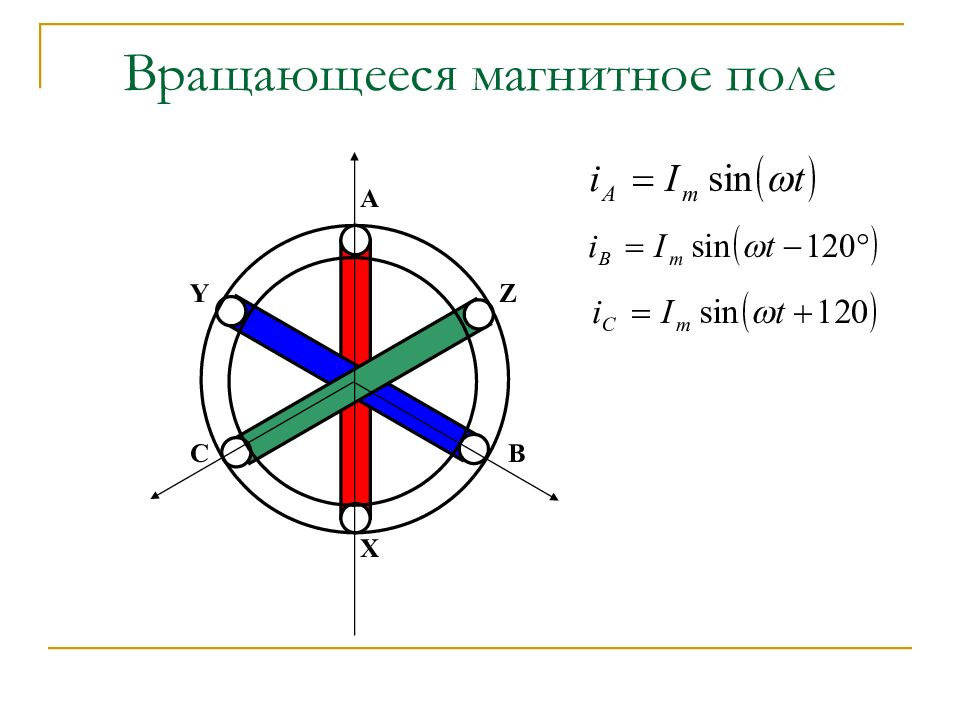 Вращающееся магнитное поле
A
Y Z
C B
X
i_A = I_m sin(ωt)
i_B = I_m sin(ωt − 120°)
i_C = I_m sin(ωt + 120)